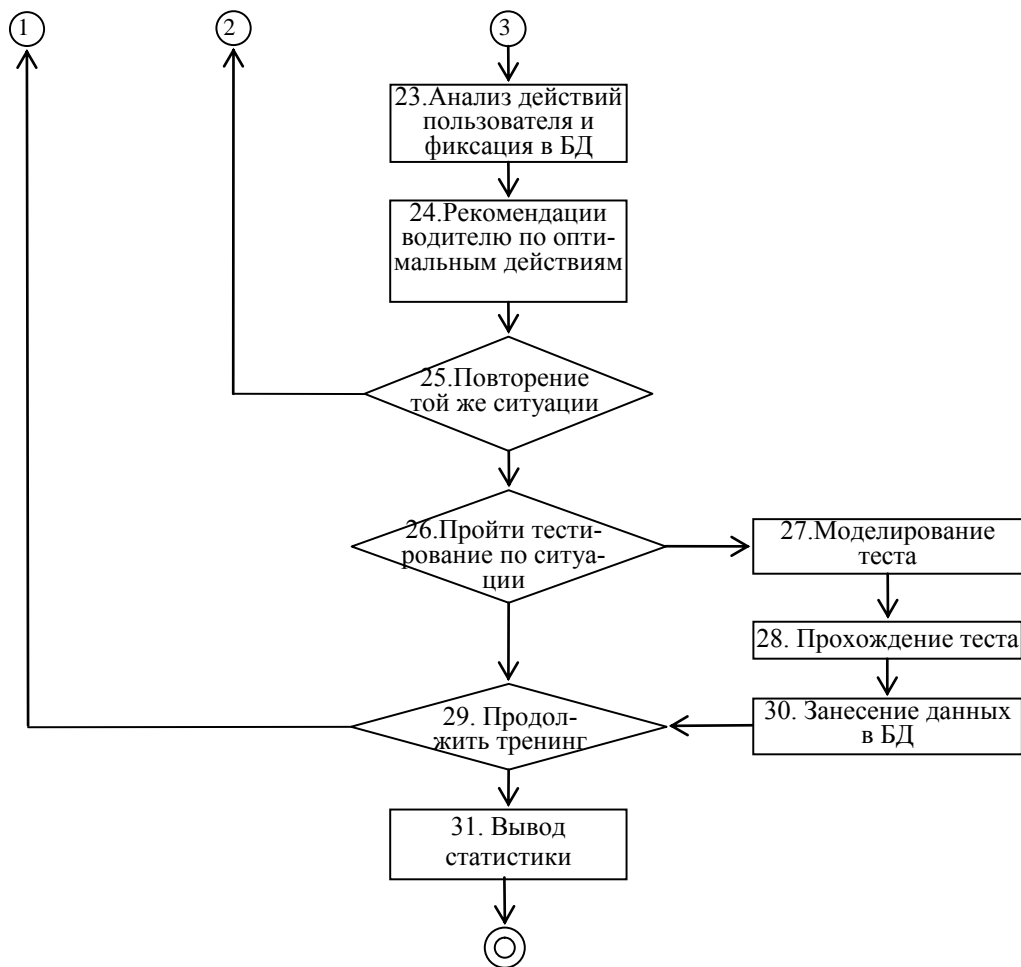 1
2
3
23.Анализ действий
пользователя и
фиксация в БД
24.Рекомендации
водителю по опти-
мальным действиям
25.Повторение
той же ситуации
26.Пройти тести-
рование по ситуа-
ции
27.Моделирование
теста
28. Прохождение теста
29. Продол-
жить тренинг
30. Занесение данных
в БД
31. Вывод
статистики